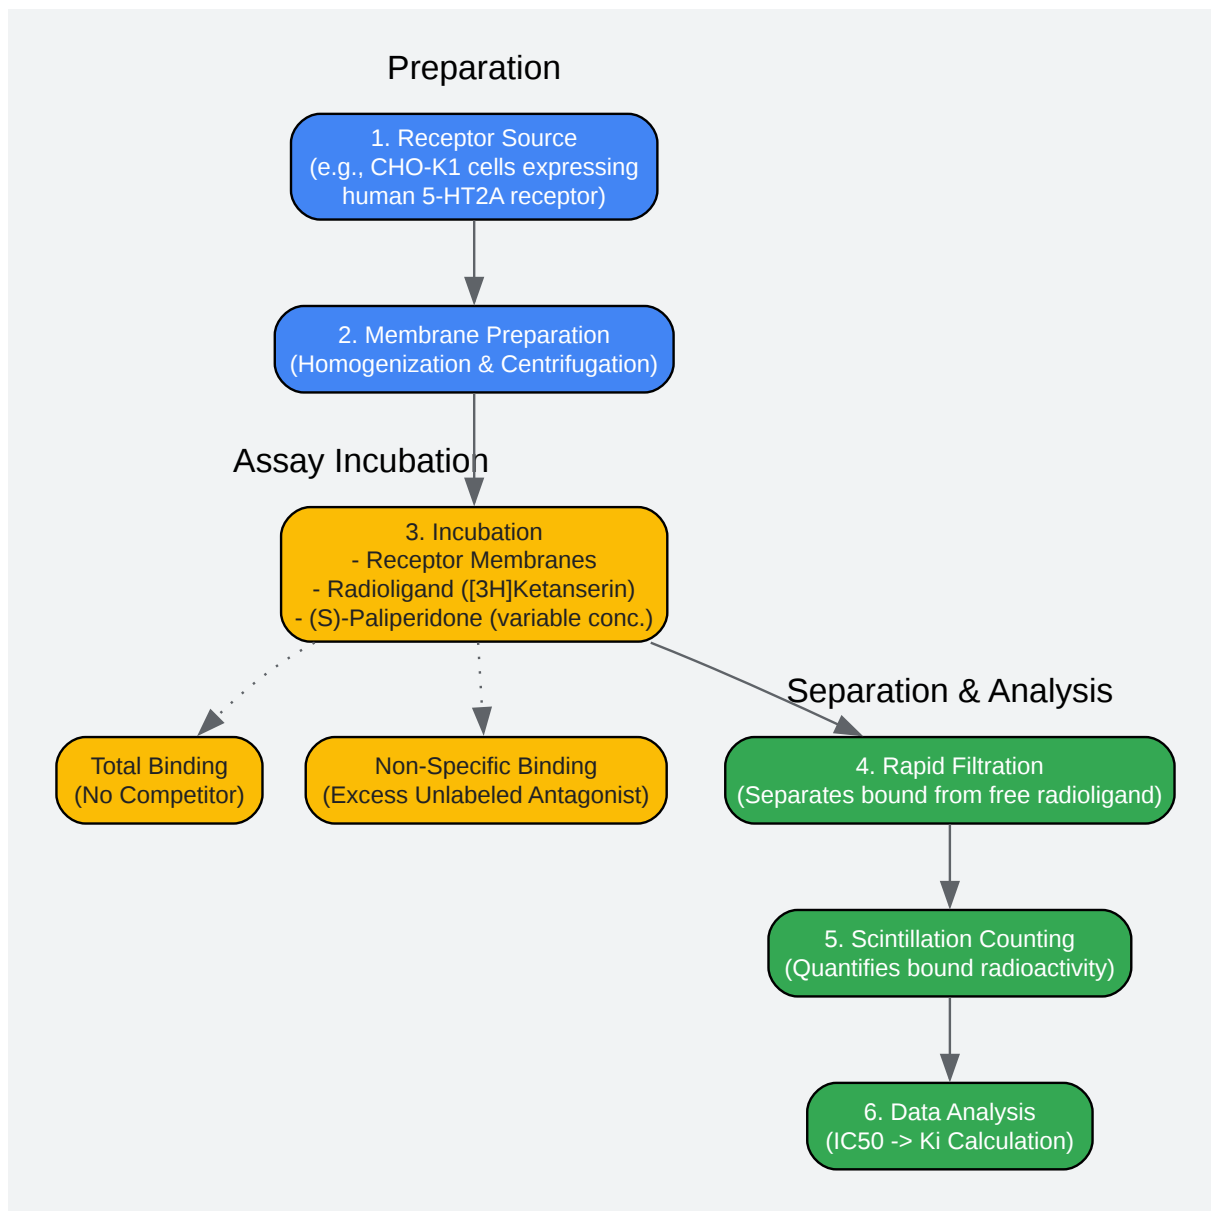 Preparation
1. Receptor Source
(e.g., CHO-K1 cells expressing
human 5-HT2A receptor)
2. Membrane Preparation
(Homogenization & Centrifugation)
Assay Incubation
3. Incubation
- Receptor Membranes
- Radioligand ([3H]Ketanserin)
- (S)-Paliperidone (variable conc.)
Total Binding
(No Competitor)
Non-Specific Binding
(Excess Unlabeled Antagonist)
Separation & Analysis
4. Rapid Filtration
(Separates bound from free radioligand)
5. Scintillation Counting
(Quantifies bound radioactivity)
6. Data Analysis
(IC50 -> Ki Calculation)